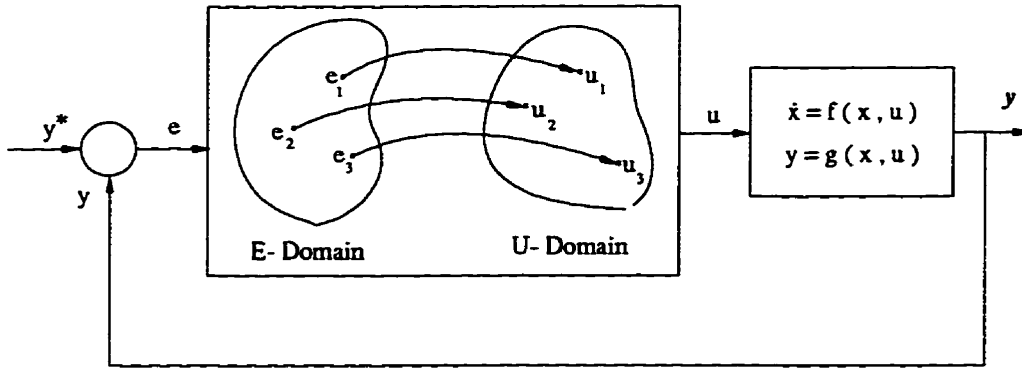 y*
y
e
e₁
e₂
e₃
E- Domain
u₁
u₂
u₃
U- Domain
u
ẋ=f(x,u)
y=g(x,u)
y